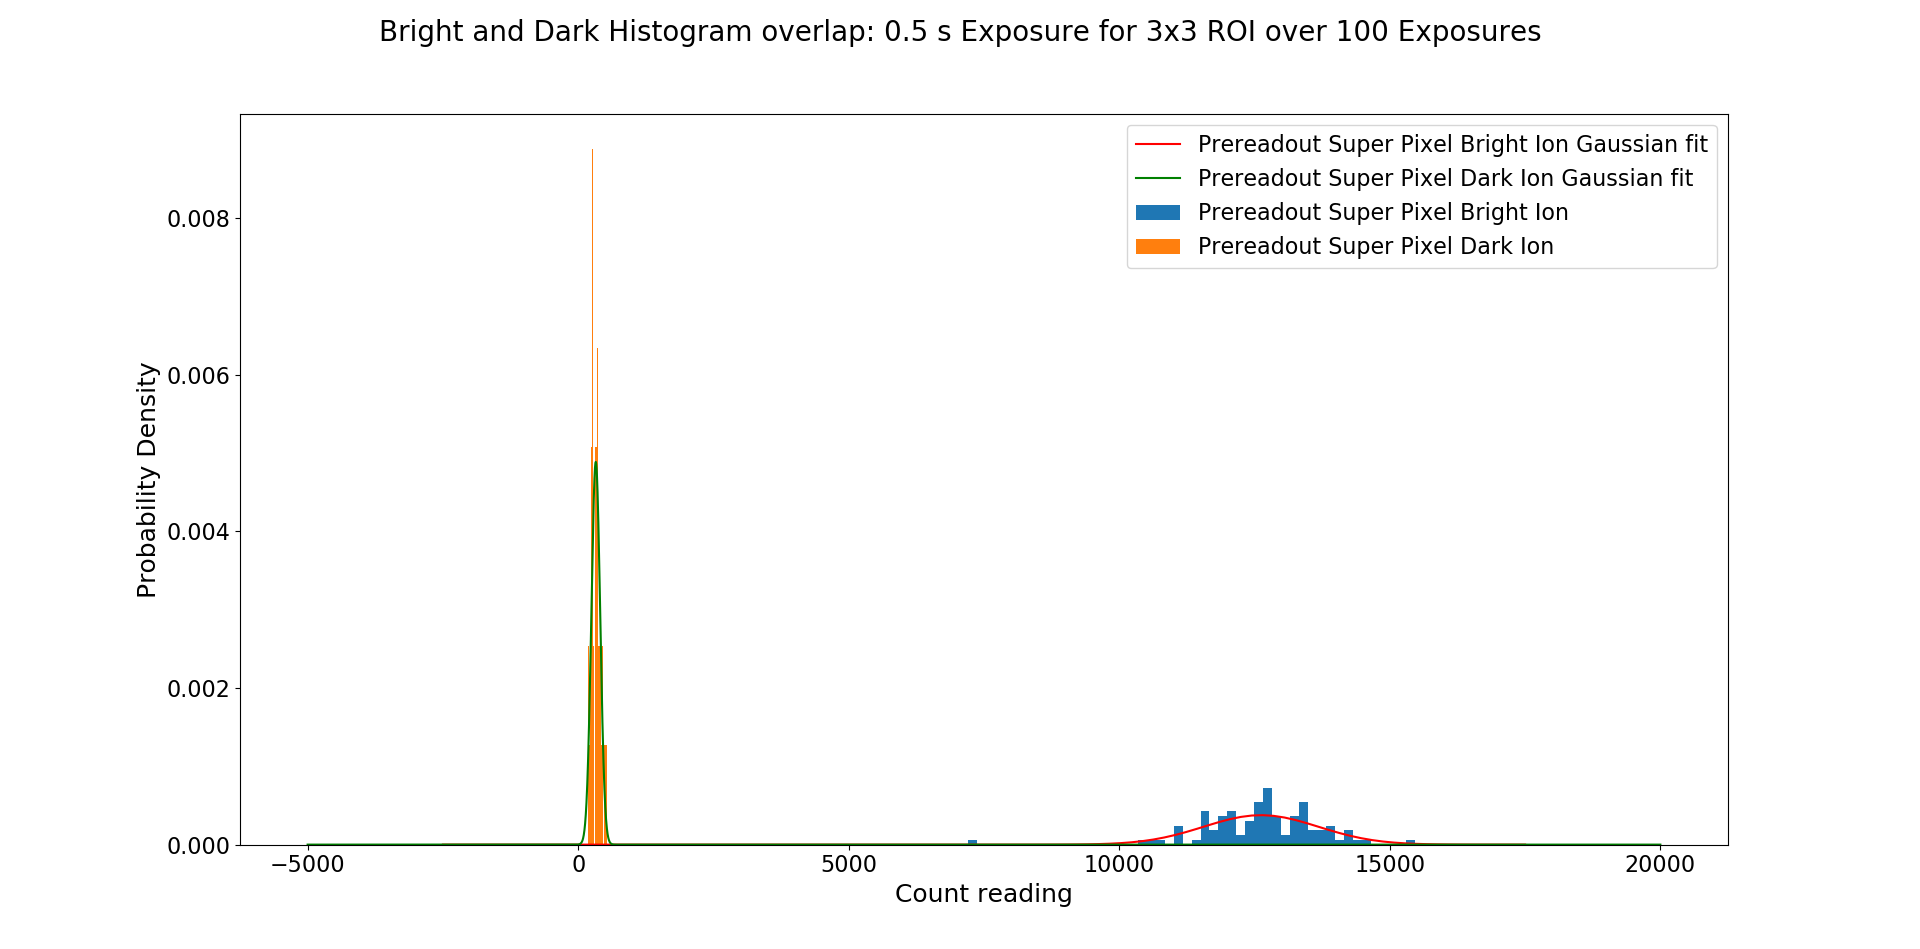 Bright and Dark Histogram overlap: 0.5 s Exposure for 3x3 ROI over 100 Exposures
Prereadout Super Pixel Bright Ion Gaussian fit
Prereadout Super Pixel Dark Ion Gaussian fit
Prereadout Super Pixel Bright Ion
Prereadout Super Pixel Dark Ion
Probability Density
0.008
0.006
0.004
0.002
0.000
−5000 0 5000 10000 15000 20000
Count reading